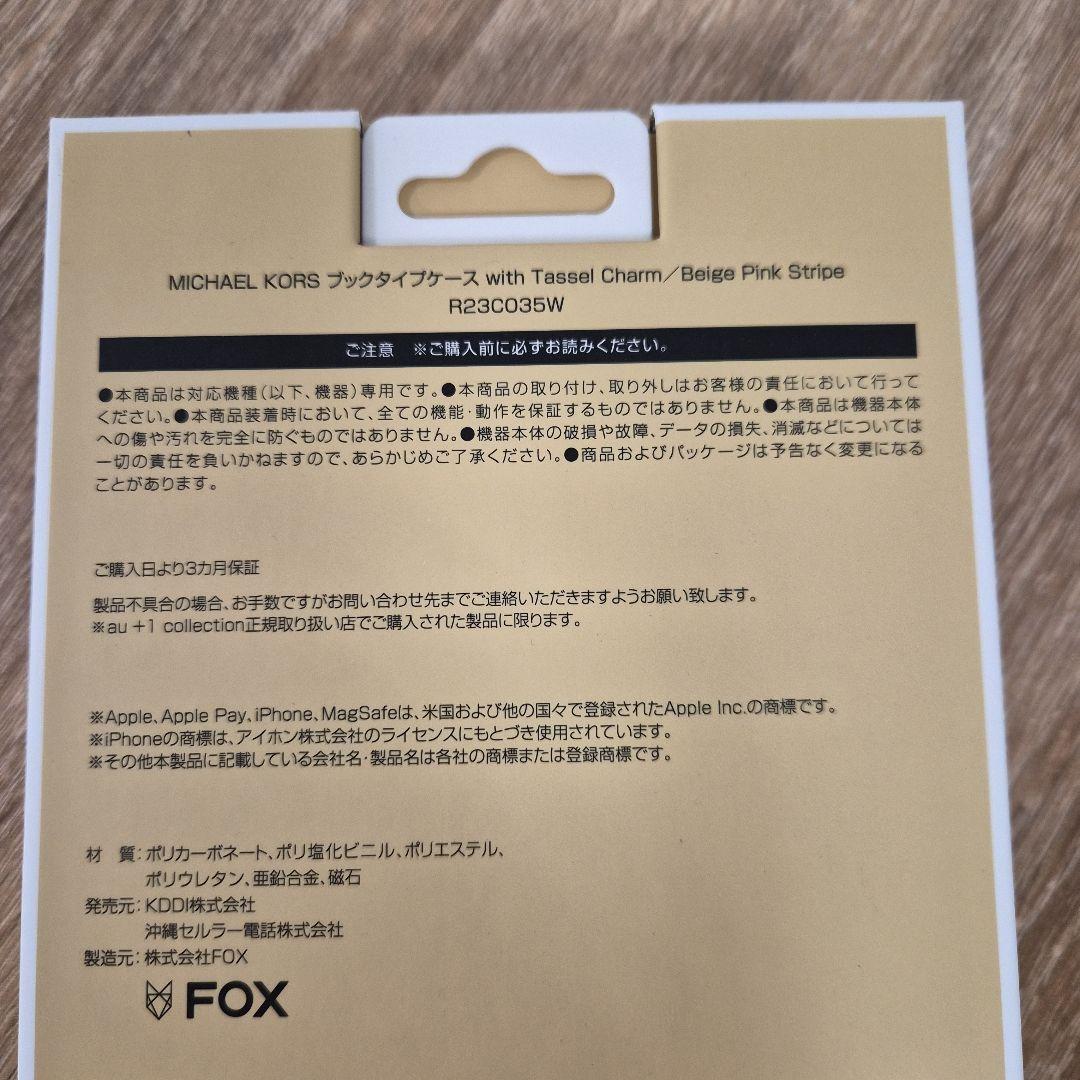 MICHAEL KORS ブックタイプケース with Tassel Charm／Beige Pink Stripe
R23C035W
ご注意 ※ご購入前に必ずお読みください。
●本商品は対応機種（以下、機器）専用です。●本商品の取り付け、取り外しはお客様の責任において行って
ください。●本商品装着時において、全ての機能・動作を保証するものではありません。●本商品は機器本体
への傷や汚れを完全に防ぐものではありません。●機器本体の破損や故障、データの損失、消滅などについては
一切の責任を負いかねますので、あらかじめご了承ください。●商品およびパッケージは予告なく変更になる
ことがあります。
ご購入日より3カ月保証
製品不具合の場合、お手数ですがお問い合わせ先までご連絡いただきますようお願い致します。
※au +1 collection正規取り扱い店でご購入された製品に限ります。
※Apple、Apple Pay、iPhone、MagSafeは、米国および他の国々で登録されたApple Inc.の商標です。
※iPhoneの商標は、アイホン株式会社のライセンスにもとづき使用されています。
※その他本製品に記載している会社名・製品名は各社の商標または登録商標です。
材　質：ポリカーボネート、ポリ塩化ビニル、ポリエステル、
ポリウレタン、亜鉛合金、磁石
発売元：KDDI株式会社
沖縄セルラー電話株式会社
製造元：株式会社FOX
FOX